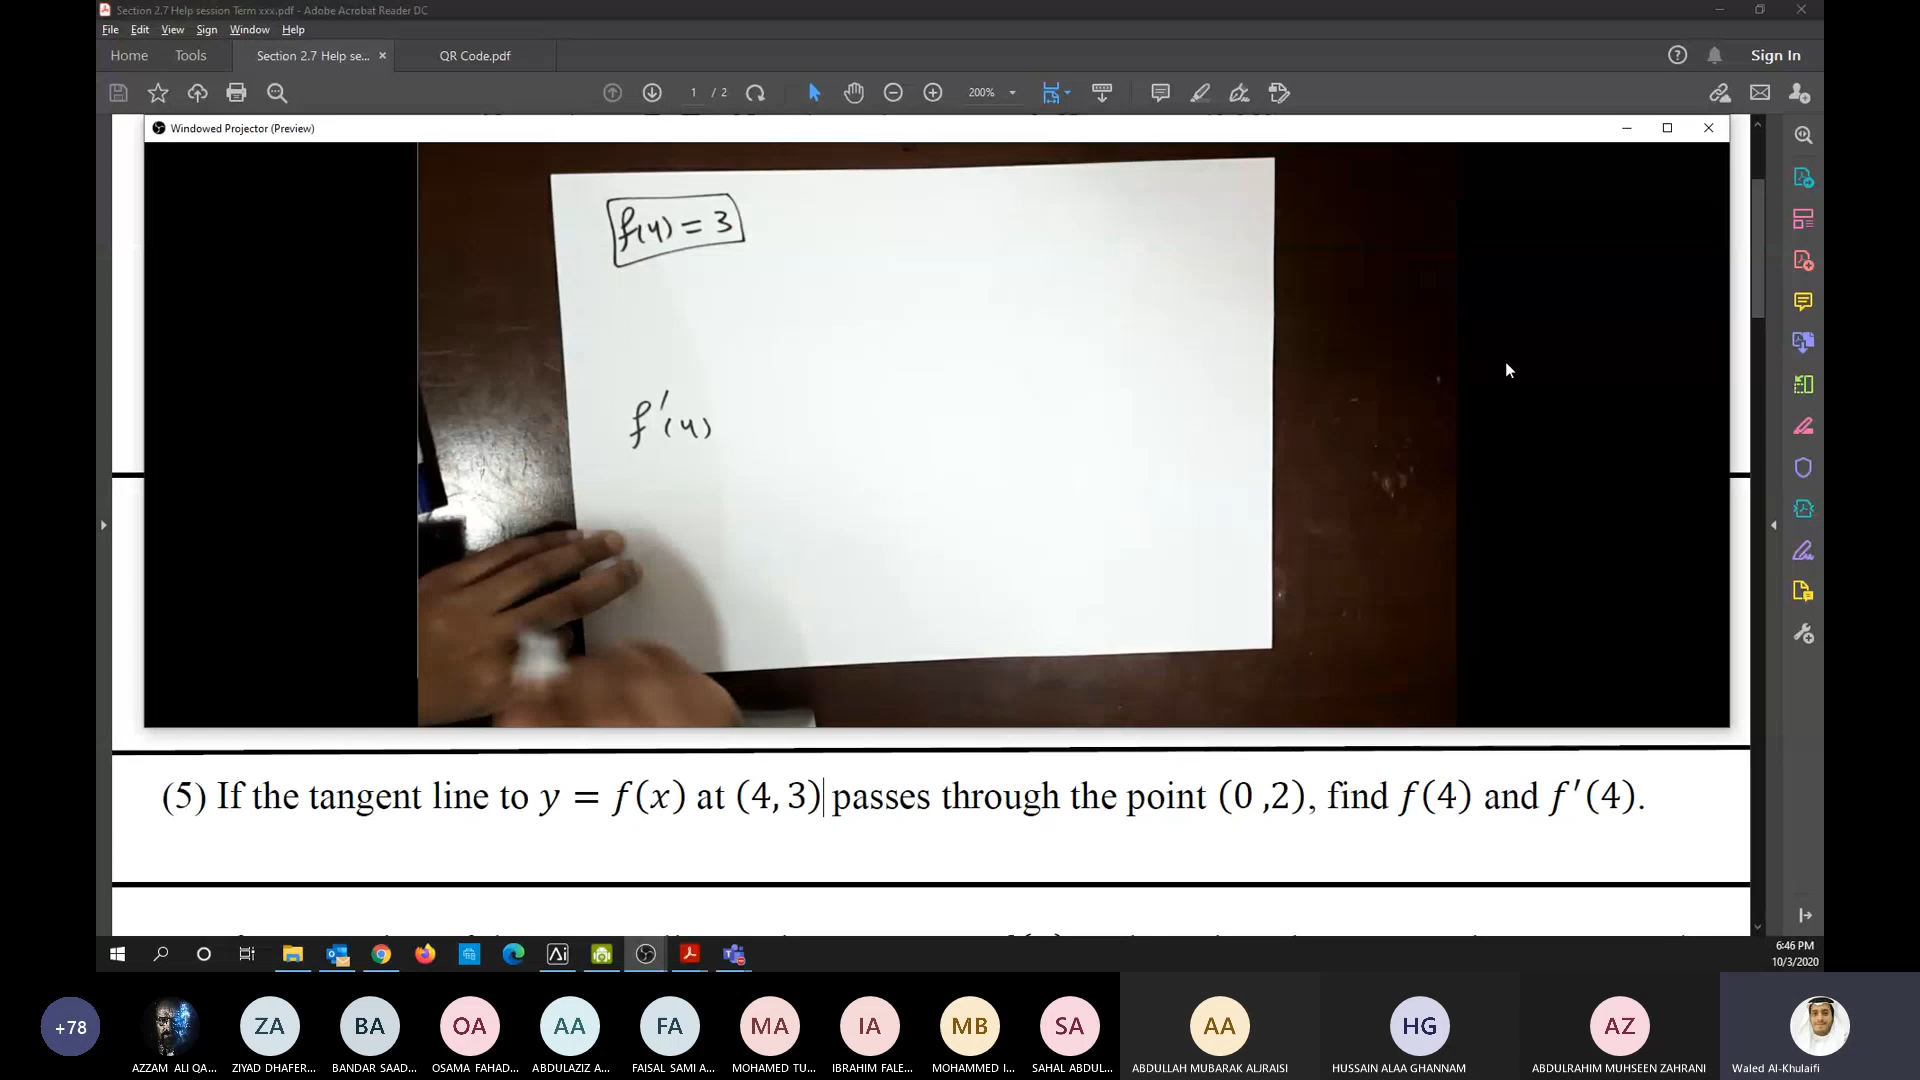 Section 2.7 Help session Term xxx.pdf - Adobe Acrobat Reader DC
File Edit View Window Help
Home Tools Section 2.7 Help se... × QR Code.pdf Sign In
1 / 2 200%
Windowed Projector (Preview)
f(4) = 3
f'(4)
(5) If the tangent line to y = f(x) at (4, 3) passes through the point (0 ,2), find f(4) and f′(4).
6:46 PM
10/3/2020
+78 ZA BA OA AA FA MA IA MB SA AA HG AZ
AZZAM ALI QA... ZIYAD DHAFER... BANDAR SAAD... OSAMA FAHAD... ABDULAZIZ A... FAISAL SAMI A... MOHAMED TU... IBRAHIM FALE... MOHAMMED I... SAHAL ABDUL... ABDULLAH MUBARAK ALJRAISI HUSSAIN ALAA GHANNAM ABDULRAHIM MUHSEEN ZAHRANI Waled Al-Khulaifi